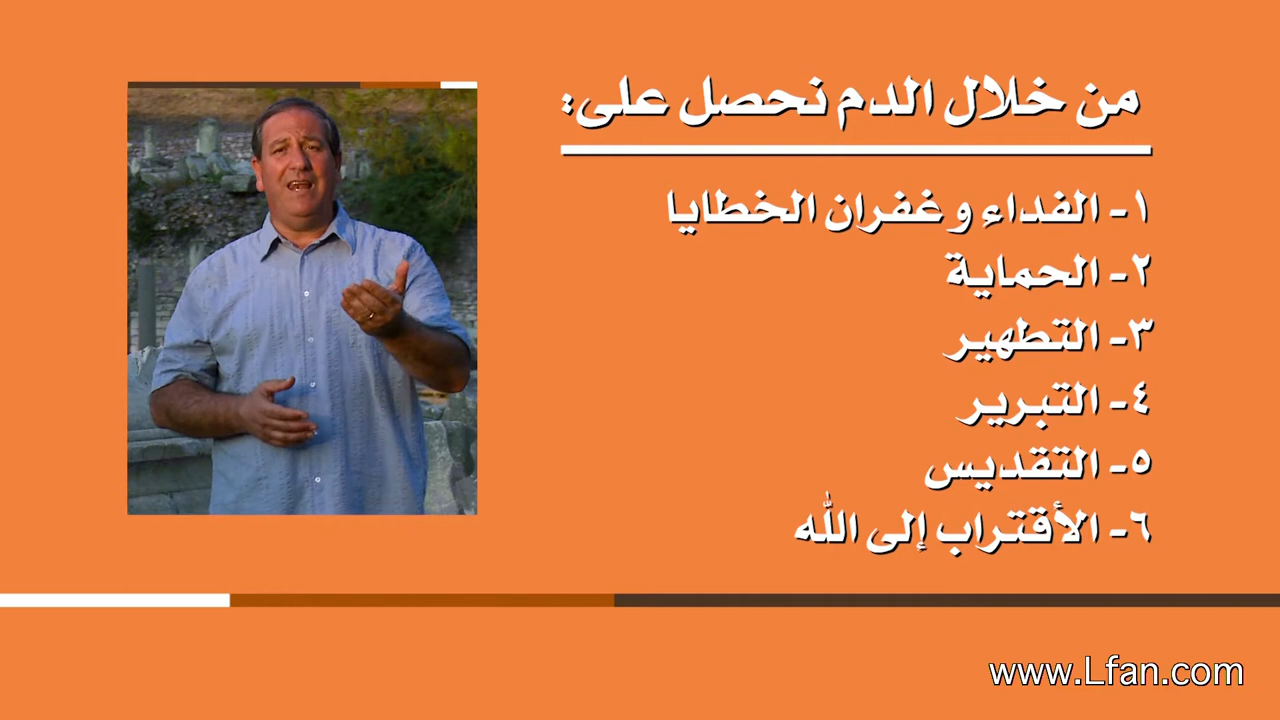 من خلال الدم نحصل على:
١- الفداء و غفران الخطايا
٢- الحماية
٣- التطهير
٤- التبرير
٥- التقديس
٦- الأقتراب إلى الله
www.Lfan.com